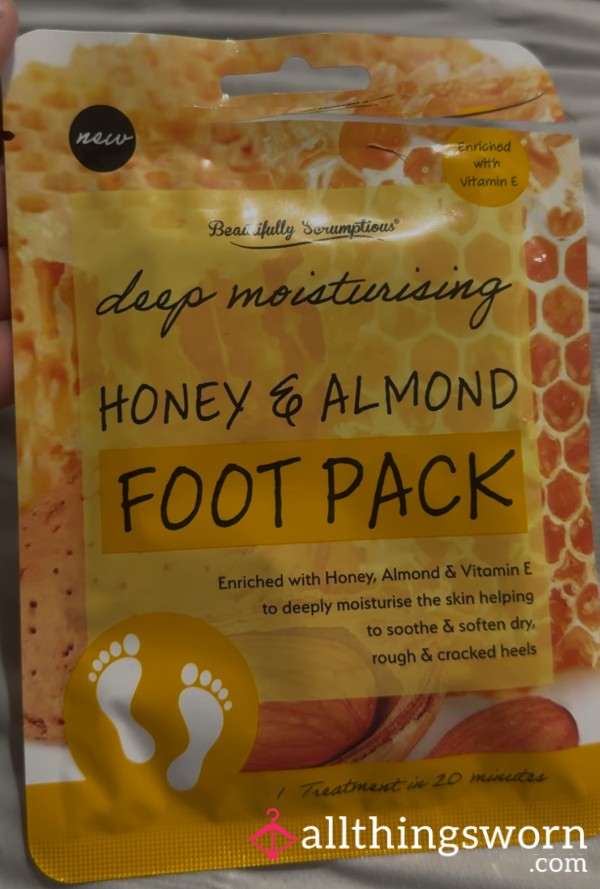 new
Enriched
with
Vitamin E
Beautifully Scrumptious®
deep moisturising
HONEY & ALMOND
FOOT PACK
Enriched with Honey, Almond & Vitamin E
to deeply moisturise the skin helping
to soothe & soften dry,
rough & cracked heels
1 Treatment in 20 minutes
allthingsworn
.com